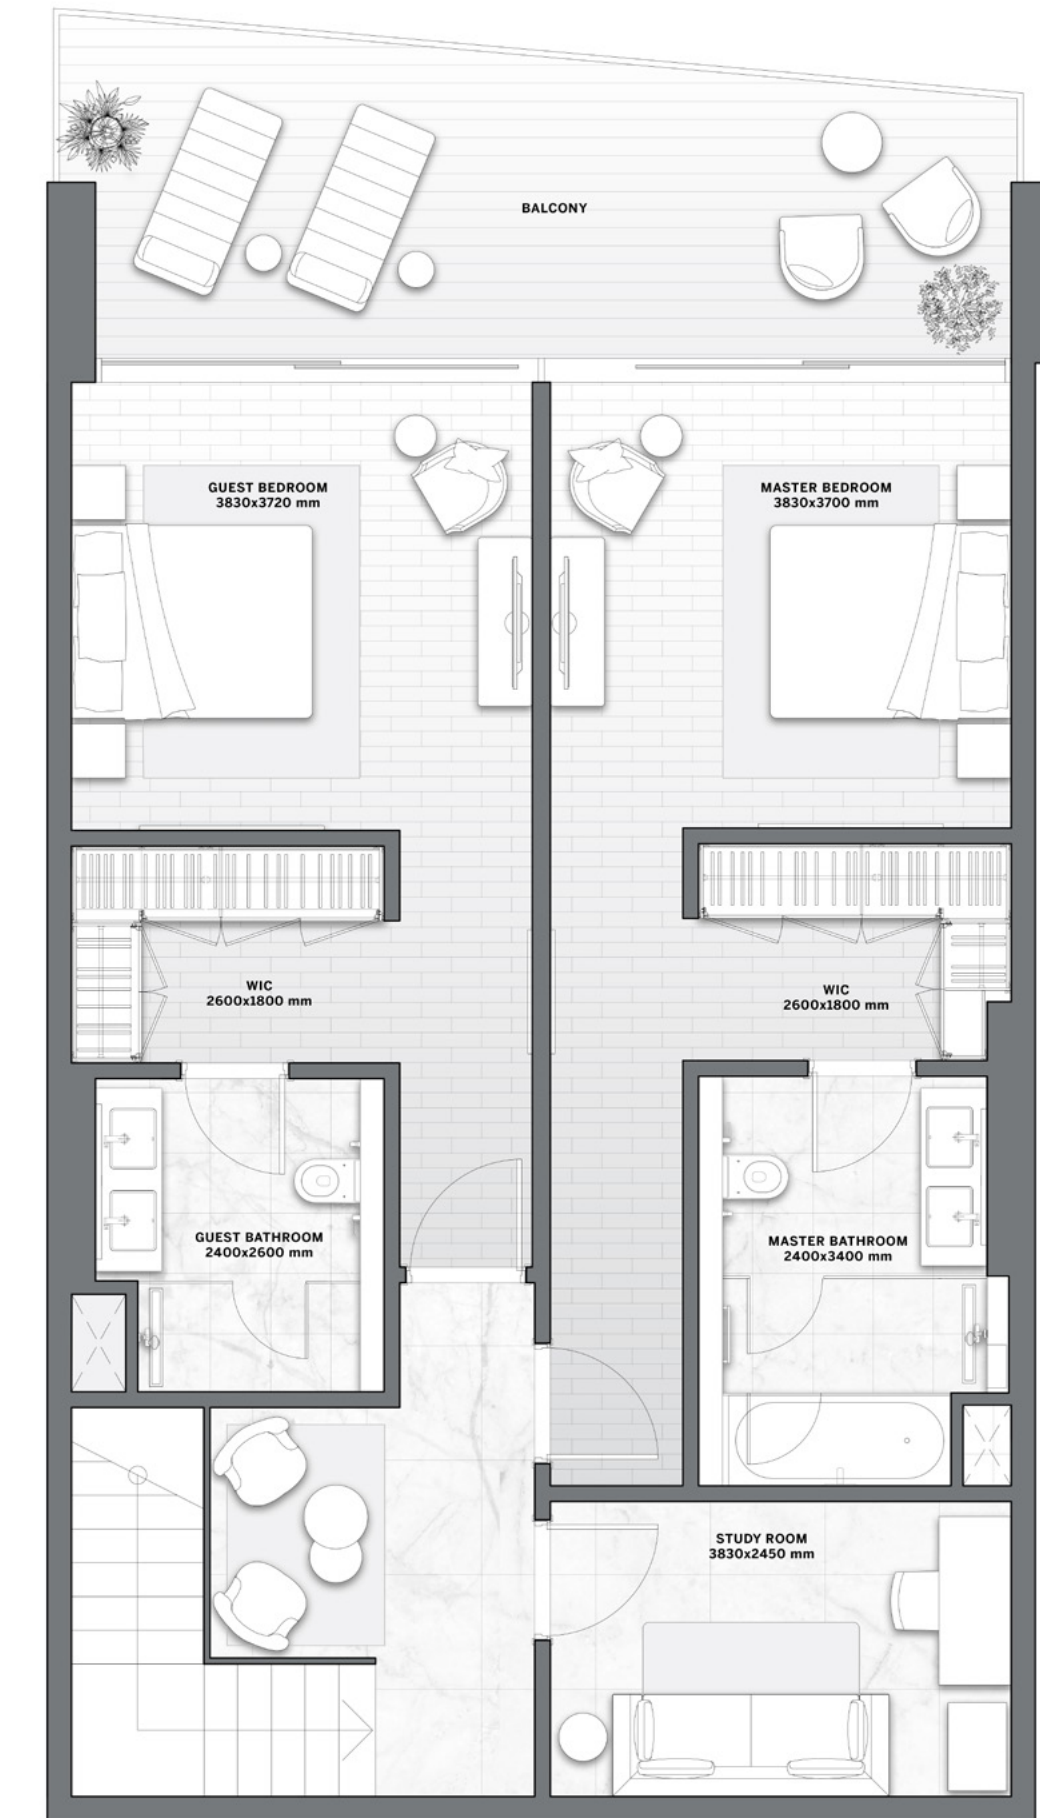 BALCONY
GUEST BEDROOM
3830x3720 mm
MASTER BEDROOM
3830x3700 mm
WIC
2600x1800 mm
WIC
2600x1800 mm
GUEST BATHROOM
2400x2600 mm
MASTER BATHROOM
2400x3400 mm
STUDY ROOM
3830x2450 mm